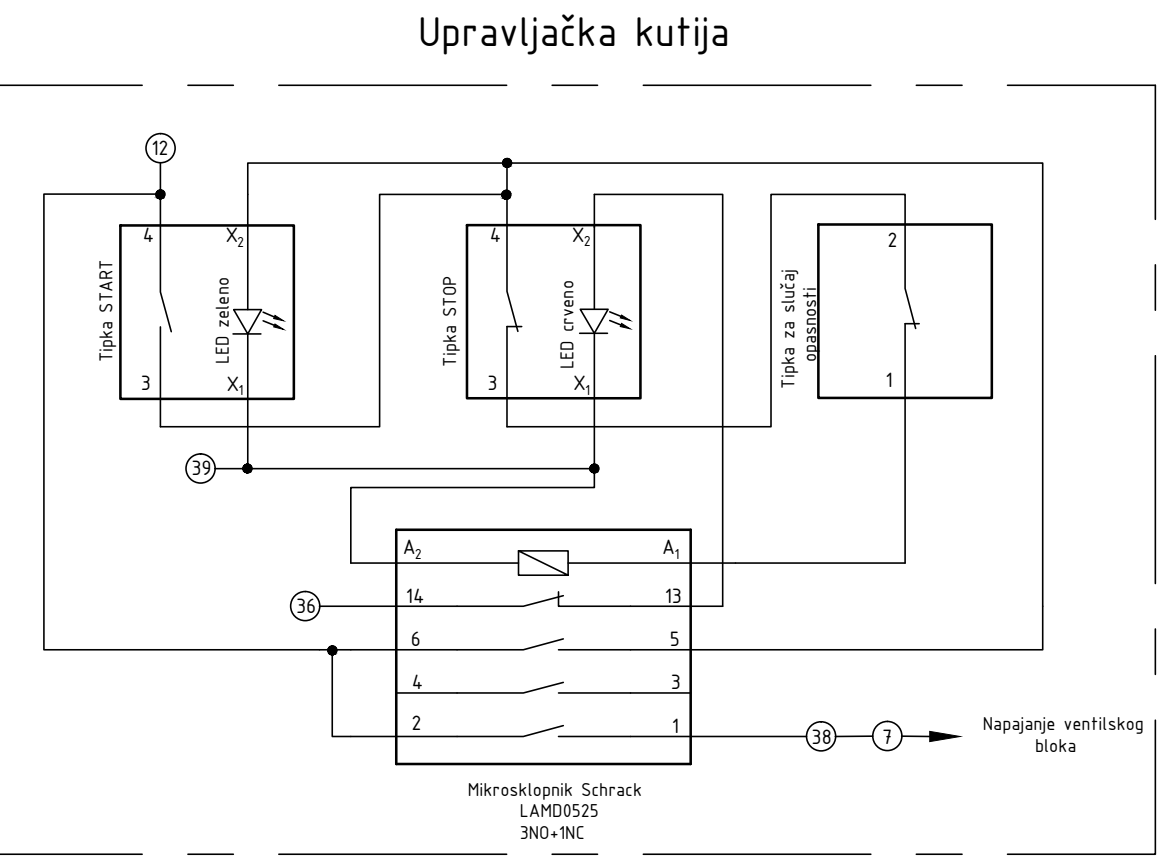 Upravljačka kutija
12
4
X₂
Tipka START
LED zeleno
3
X₁
4
X₂
Tipka STOP
LED crveno
3
X₁
2
Tipka za slučaj
opasnosti
1
39
A₂
A₁
36
14
13
6
5
4
3
2
1
38
7
Napajanje ventilskog
bloka
Mikrosklopnik Schrack
LAMD0525
3NO+1NC